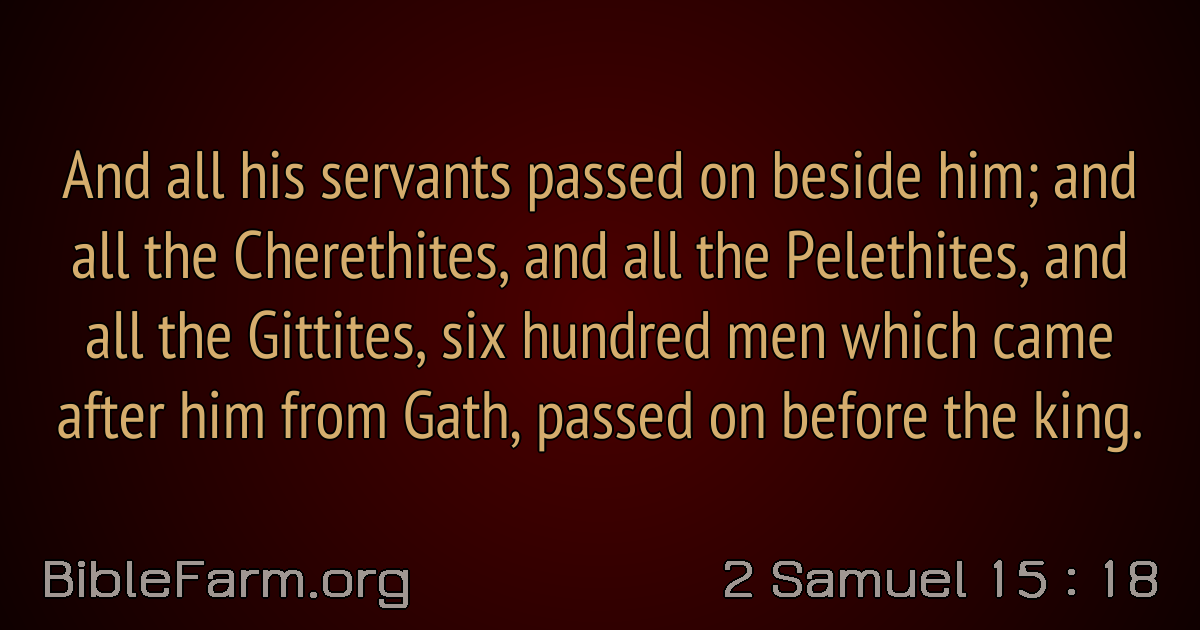 And all his servants passed on beside him; and
all the Cherethites, and all the Pelethites, and
all the Gittites, six hundred men which came
after him from Gath, passed on before the king.
BibleFarm.org
2 Samuel 15 : 18